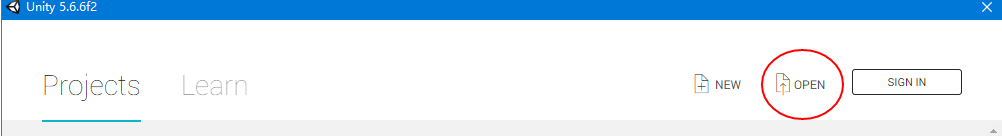 Unity 5.6.6f2
Projects Learn NEW OPEN SIGN IN